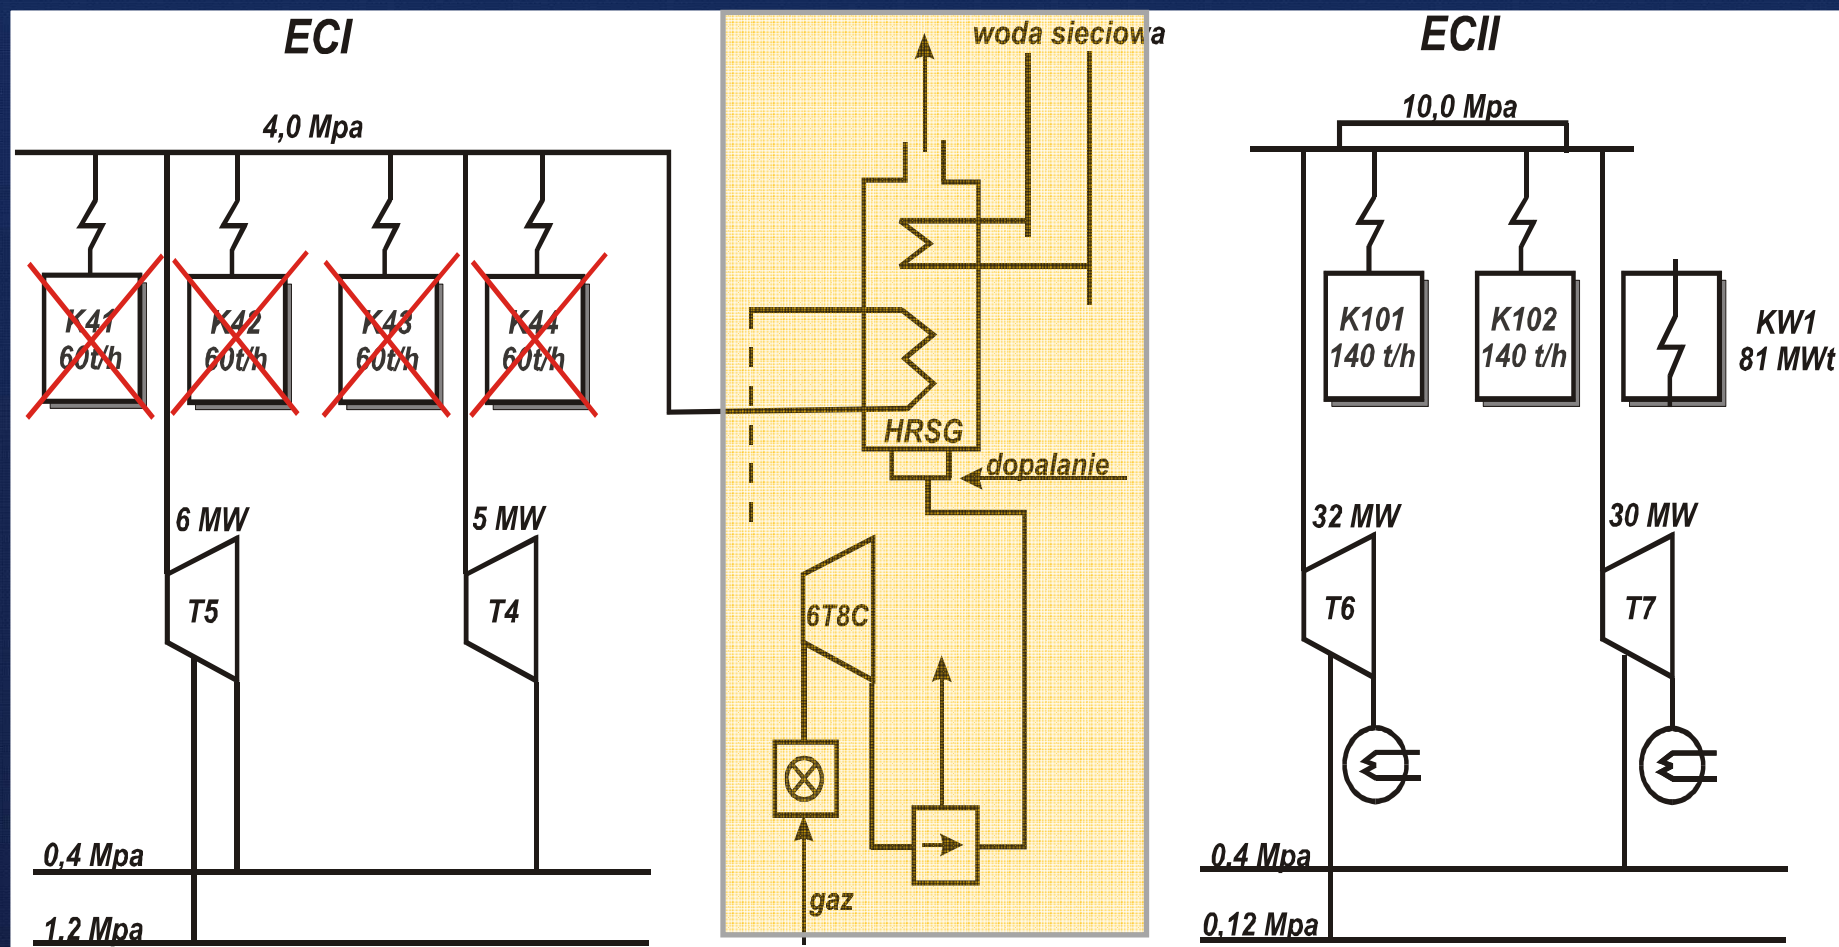 ECI
4,0 Mpa
K41
60t/h
K42
60t/h
K43
60t/h
K44
60t/h
6 MW
5 MW
T5
T4
0,4 Mpa
1,2 Mpa
woda sieciowa
HRSG
dopalanie
6T8C
gaz
ECII
10,0 Mpa
K101
140 t/h
K102
140 t/h
KW1
81 MWt
32 MW
30 MW
T6
T7
0.4 Mpa
0,12 Mpa